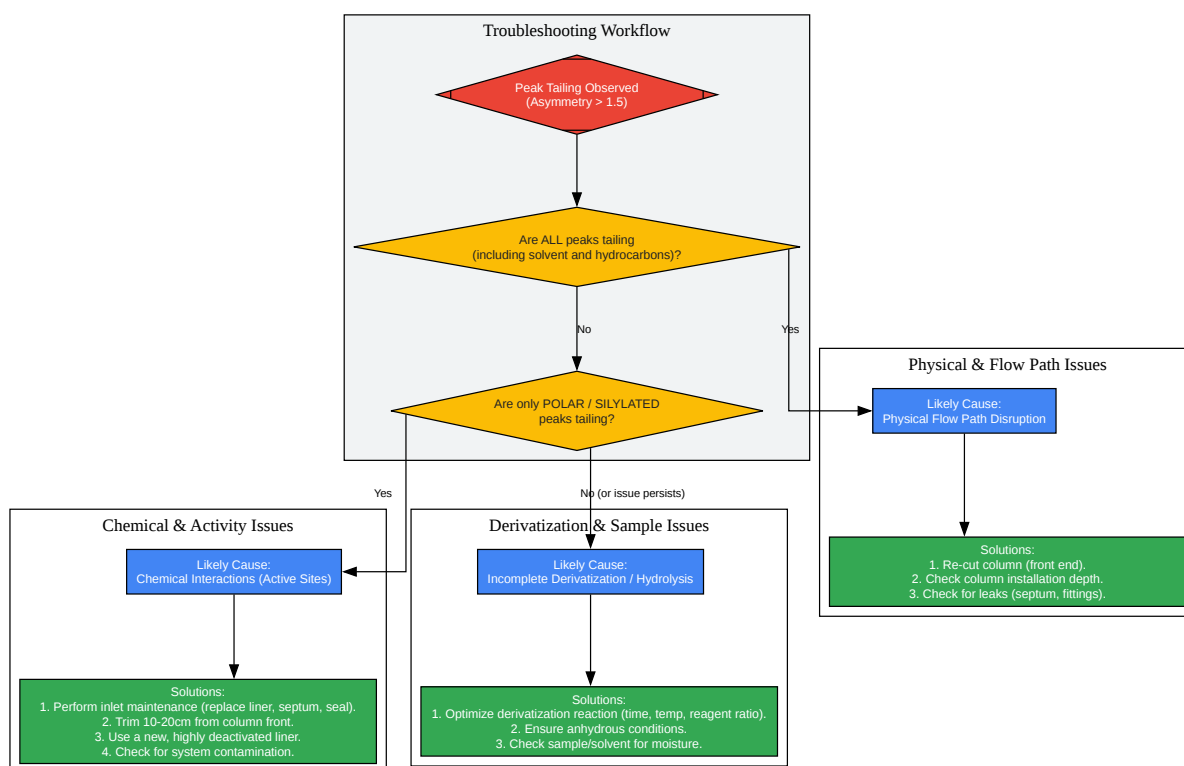 Troubleshooting Workflow
Peak Tailing Observed
(Asymmetry > 1.5)
Are ALL peaks tailing
(including solvent and hydrocarbons)?
No
Yes
Are only POLAR / SILYLATED
peaks tailing?
Yes
No (or issue persists)
Physical & Flow Path Issues
Likely Cause:
Physical Flow Path Disruption
Solutions:
1. Re-cut column (front end).
2. Check column installation depth.
3. Check for leaks (septum, fittings).
Chemical & Activity Issues
Likely Cause:
Chemical Interactions (Active Sites)
Solutions:
1. Perform inlet maintenance (replace liner, septum, seal).
2. Trim 10-20cm from column front.
3. Use a new, highly deactivated liner.
4. Check for system contamination.
Derivatization & Sample Issues
Likely Cause:
Incomplete Derivatization / Hydrolysis
Solutions:
1. Optimize derivatization reaction (time, temp, reagent ratio).
2. Ensure anhydrous conditions.
3. Check sample/solvent for moisture.